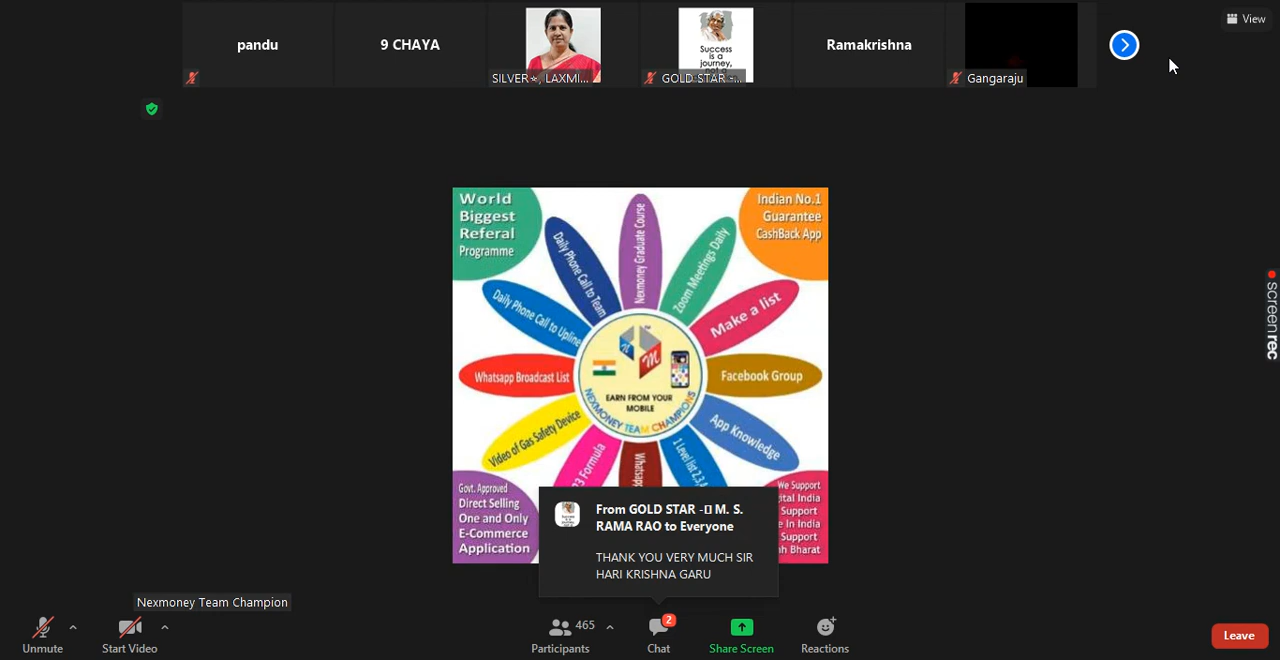 pandu
9 CHAYA
SILVER⭐, LAXMI...
Success
is a
journey,
GOLD STAR -...
Ramakrishna
Gangaraju
View
World
Biggest
Referal
Programme
Indian No.1
Guarantee
CashBack App
Daily Phone Call to Team
Nexmoney Graduate Course
Zoom Meetings Daily
Daily Phone Call to Upline
Make a list
Whatsapp Broadcast List
n
m
EARN FROM YOUR
MOBILE
NEXMONEY TEAM CHAMPIONS
Facebook Group
Video of Gas Safety Device
App Knowledge
3 Formula
Whatsapp
1 Level list 2,3,
Govt. Approved
Direct Selling
One and Only
E-Commerce
Application
We Support
ital India
Support
e In India
Support
h Bharat
From GOLD STAR -▯ M. S.
RAMA RAO to Everyone
THANK YOU VERY MUCH SIR
HARI KRISHNA GARU
screenrec
Nexmoney Team Champion
Unmute
Start Video
465
Participants
2
Chat
Share Screen
Reactions
Leave